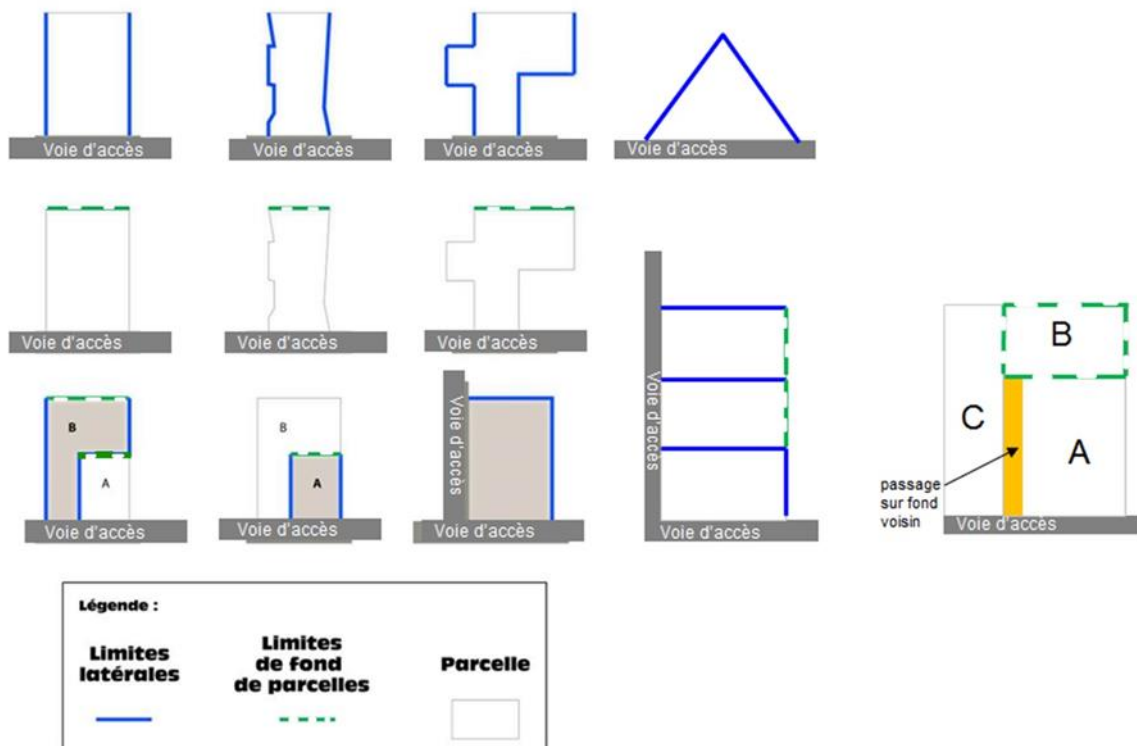 Voie d'accès
Voie d'accès
Voie d'accès
Voie d'accès
Voie d'accès
Voie d'accès
Voie d'accès
B
A
Voie d'accès
B
A
Voie d'accès
Voie d'accès
Voie d'accès
Voie d'accès
Voie d'accès
B
C
A
passage
sur fond
voisin
Voie d'accès
Légende :
Limites
latérales
Limites
de fond
de parcelles
Parcelle